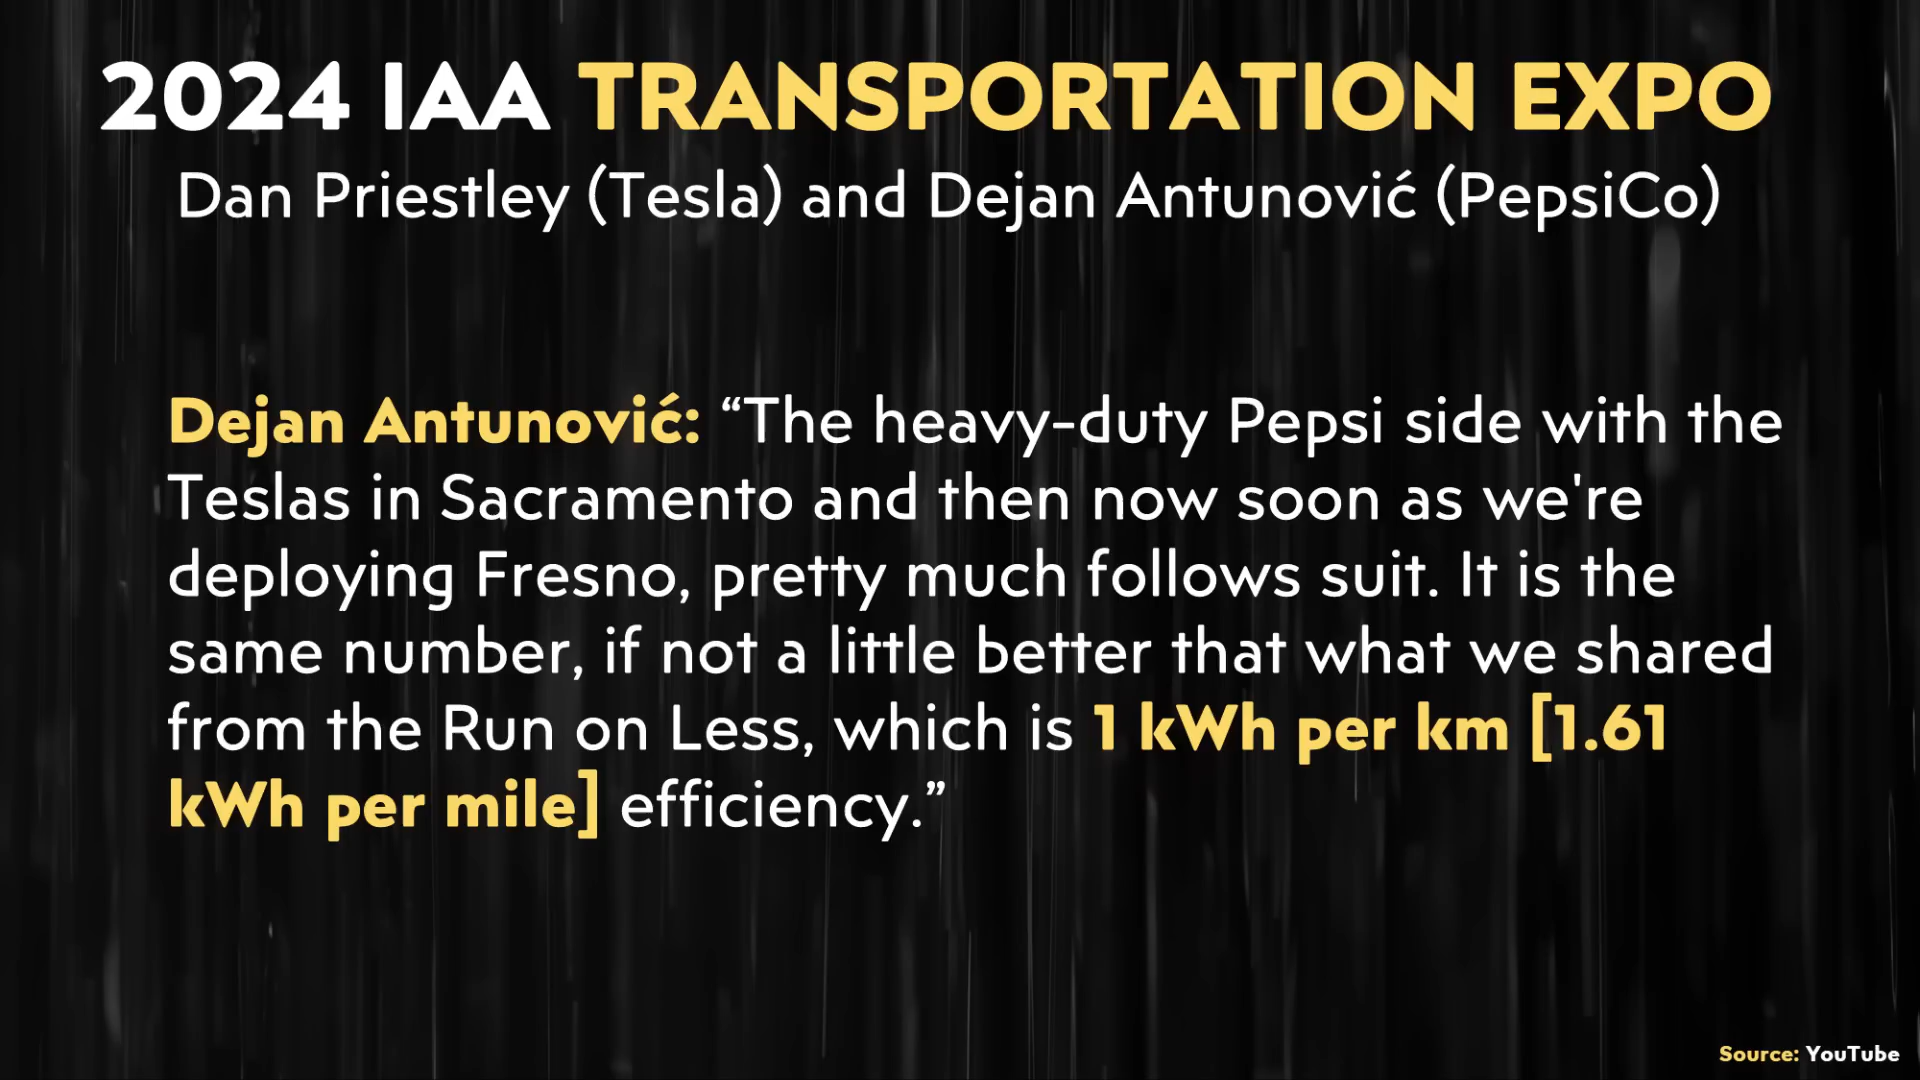 2024 IAA TRANSPORTATION EXPO
Dan Priestley (Tesla) and Dejan Antunović (PepsiCo)
Dejan Antunović: “The heavy-duty Pepsi side with the
Teslas in Sacramento and then now soon as we're
deploying Fresno, pretty much follows suit. It is the
same number, if not a little better that what we shared
from the Run on Less, which is 1 kWh per km [1.61
kWh per mile] efficiency.”
Source: YouTube